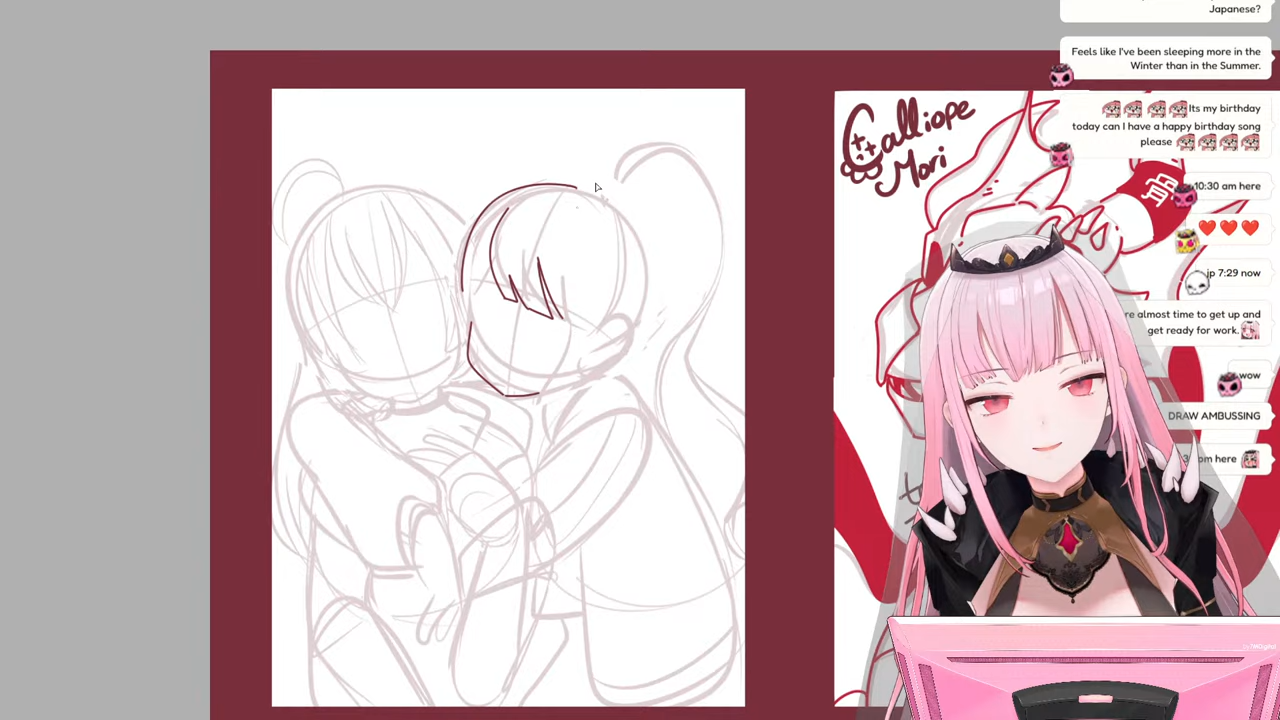 Japanese?
Feels like I've been sleeping more in the
Winter than in the Summer.
Its my birthday
today can I have a happy birthday song
please
10:30 am here
jp 7:29 now
re almost time to get up and
get ready for work.
wow
DRAW AMBUSSING
pm here
Calliope
Mori
骨